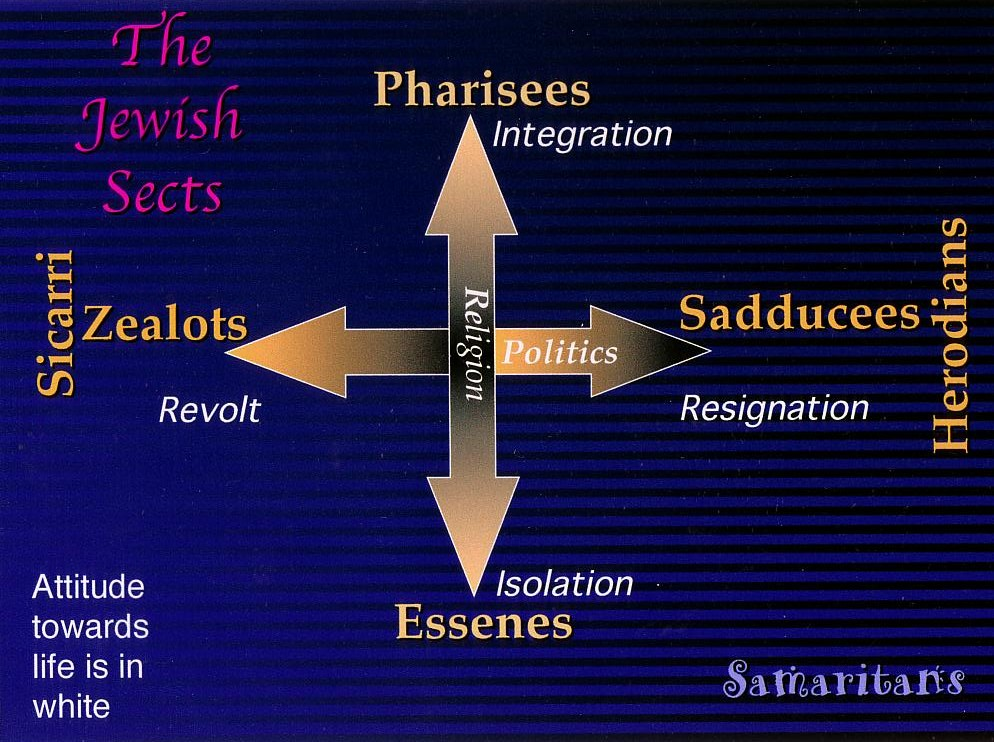 The
Jewish
Sects
Pharisees
Integration
Sicarri
Zealots
Revolt
Religion
Politics
Sadducees
Resignation
Herodians
Isolation
Essenes
Attitude
towards
life is in
white
Samaritans